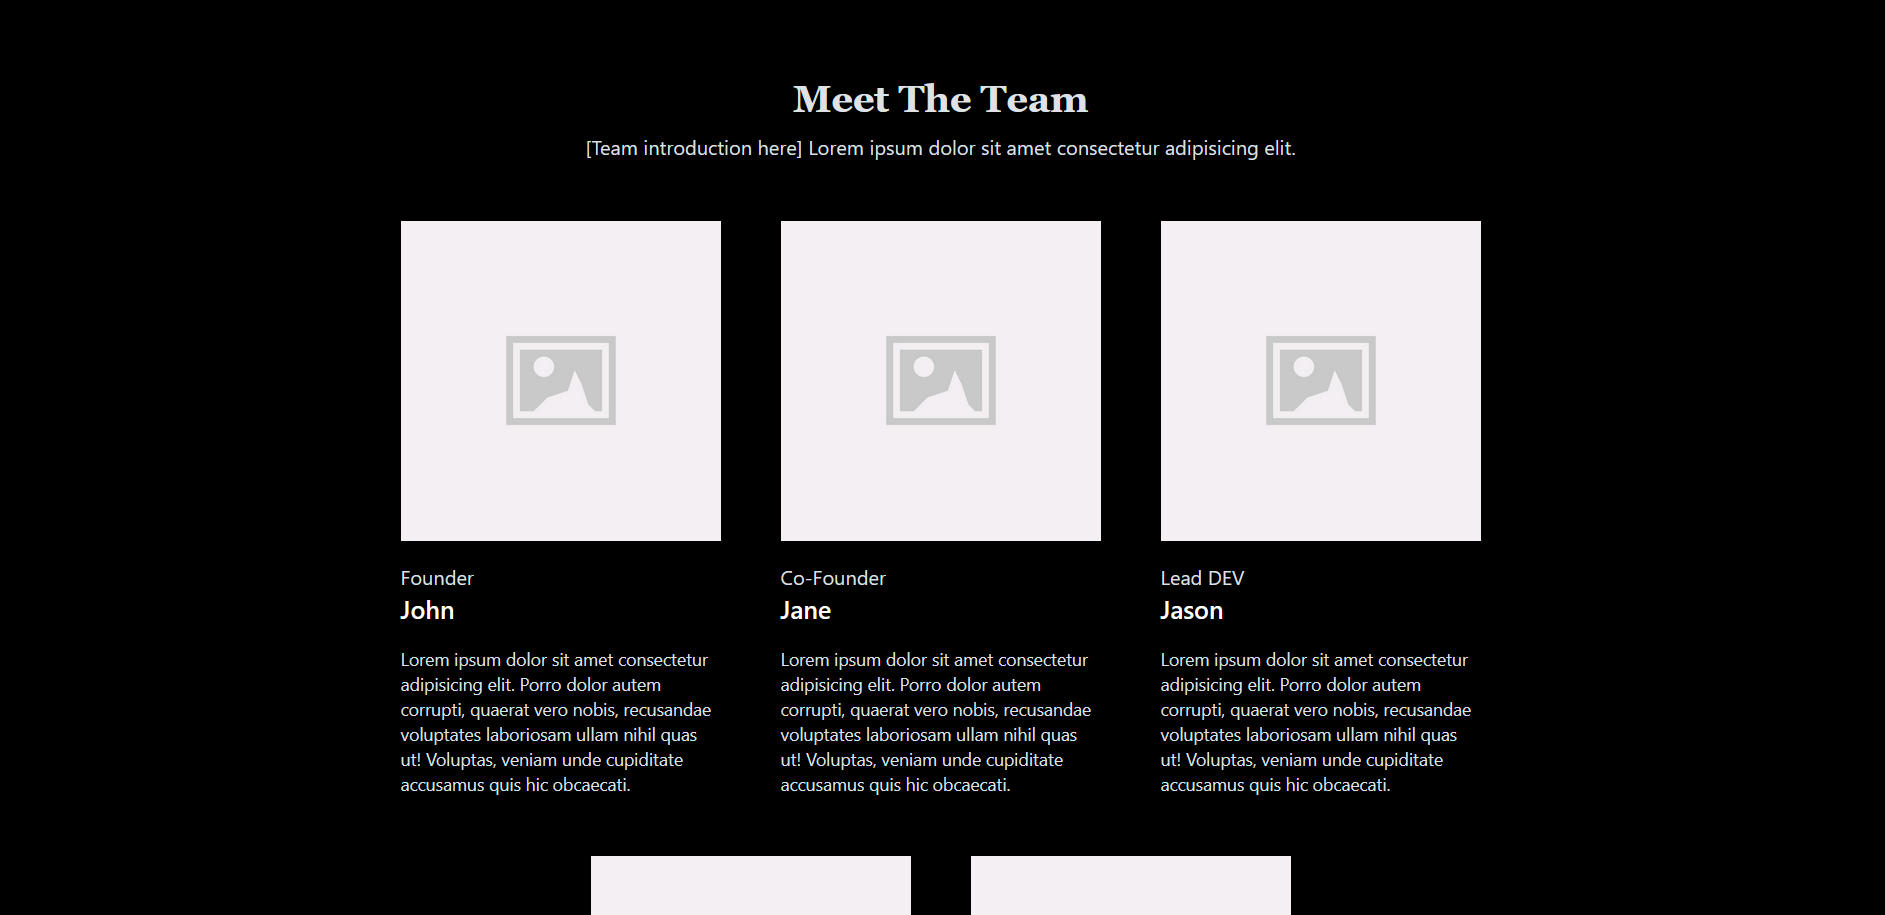 Meet The Team
[Team introduction here] Lorem ipsum dolor sit amet consectetur adipisicing elit.
Founder
John
Lorem ipsum dolor sit amet consectetur
adipisicing elit. Porro dolor autem
corrupti, quaerat vero nobis, recusandae
voluptates laboriosam ullam nihil quas
ut! Voluptas, veniam unde cupiditate
accusamus quis hic obcaecati.
Co-Founder
Jane
Lorem ipsum dolor sit amet consectetur
adipisicing elit. Porro dolor autem
corrupti, quaerat vero nobis, recusandae
voluptates laboriosam ullam nihil quas
ut! Voluptas, veniam unde cupiditate
accusamus quis hic obcaecati.
Lead DEV
Jason
Lorem ipsum dolor sit amet consectetur
adipisicing elit. Porro dolor autem
corrupti, quaerat vero nobis, recusandae
voluptates laboriosam ullam nihil quas
ut! Voluptas, veniam unde cupiditate
accusamus quis hic obcaecati.